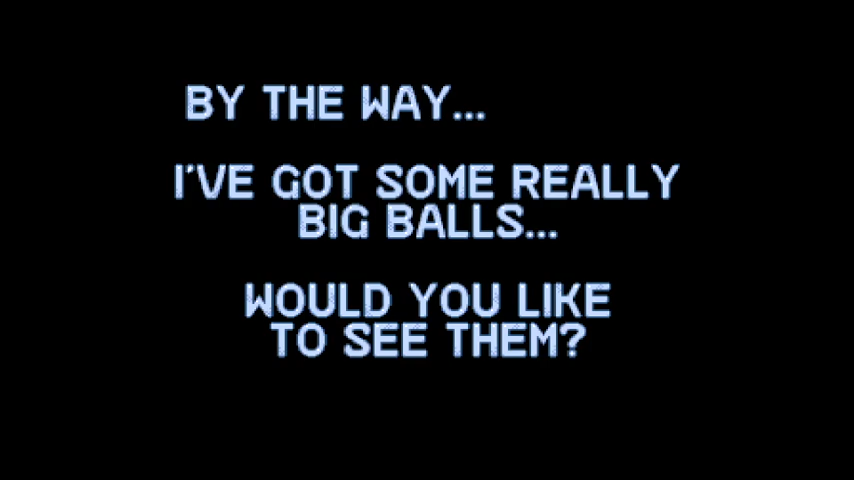 BY THE WAY...
I'VE GOT SOME REALLY
BIG BALLS...
WOULD YOU LIKE
TO SEE THEM?